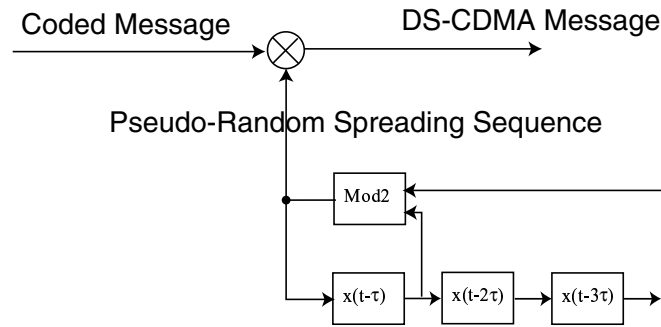 Coded Message
DS-CDMA Message
Pseudo-Random Spreading Sequence
Mod2
x(t-τ)
x(t-2τ)
x(t-3τ)